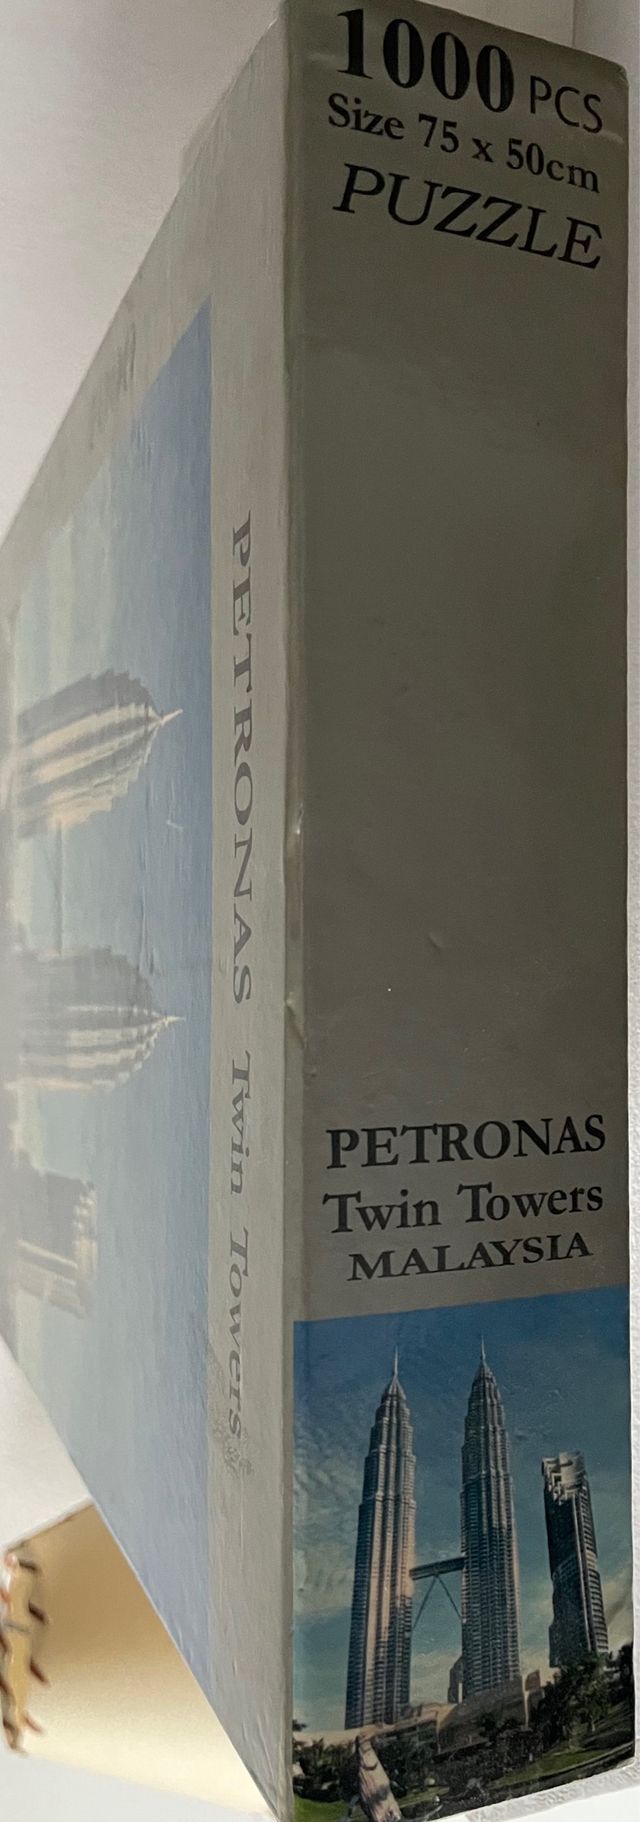 1000 PCS
Size 75 x 50cm
PUZZLE
PETRONAS Twin Towers
PETRONAS
Twin Towers
MALAYSIA